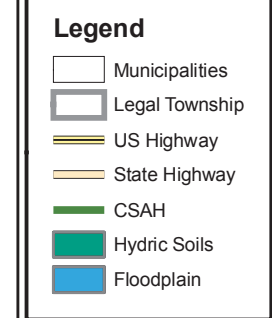 Legend
Municipalities
Legal Township
US Highway
State Highway
CSAH
Hydric Soils
Floodplain